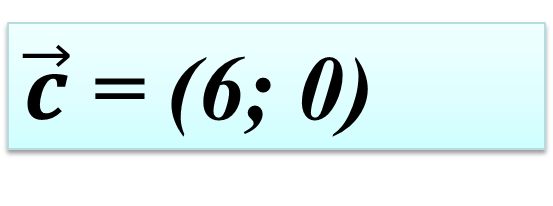 c⃗ = (6; 0)